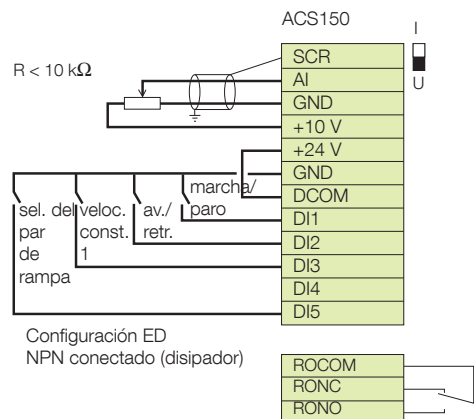 ACS150
I
U
R < 10 kΩ
SCR
AI
GND
+10 V
+24 V
GND
DCOM
DI1
DI2
DI3
DI4
DI5
sel. del
par
de
rampa
veloc.
const.
1
av./
retr.
marcha/
paro
Configuración ED
NPN conectado (disipador)
ROCOM
RONC
RONO